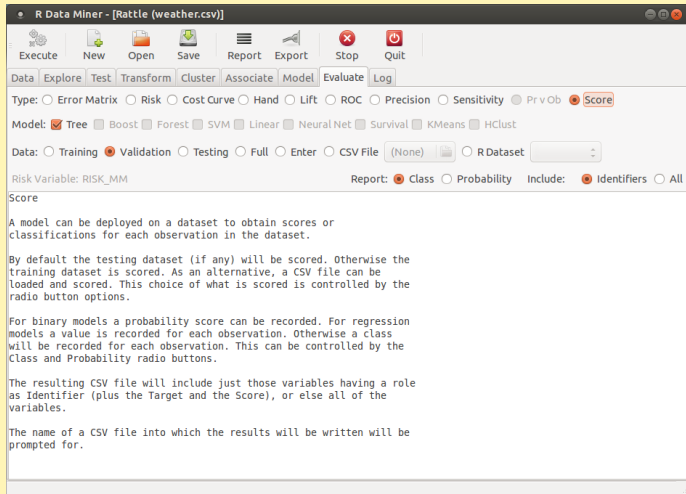 R Data Miner - [Rattle (weather.csv)]
Execute New Open Save Report Export Stop Quit
Data Explore Test Transform Cluster Associate Model Evaluate Log
Type: Error Matrix Risk Cost Curve Hand Lift ROC Precision Sensitivity Pr v Ob Score
Model: Tree Boost Forest SVM Linear Neural Net Survival KMeans HClust
Data: Training Validation Testing Full Enter CSV File (None) R Dataset
Risk Variable: RISK_MM Report: Class Probability Include: Identifiers All
Score
A model can be deployed on a dataset to obtain scores or
classifications for each observation in the dataset.
By default the testing dataset (if any) will be scored. Otherwise the
training dataset is scored. As an alternative, a CSV file can be
loaded and scored. This choice of what is scored is controlled by the
radio button options.
For binary models a probability score can be recorded. For regression
models a value is recorded for each observation. Otherwise a class
will be recorded for each observation. This can be controlled by the
Class and Probability radio buttons.
The resulting CSV file will include just those variables having a role
as Identifier (plus the Target and the Score), or else all of the
variables.
The name of a CSV file into which the results will be written will be
prompted for.